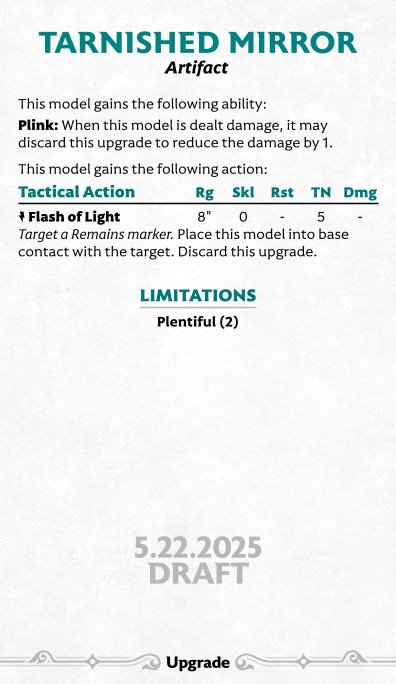 TARNISHED MIRROR
Artifact
This model gains the following ability:
Plink: When this model is dealt damage, it may
discard this upgrade to reduce the damage by 1.
This model gains the following action:
Tactical Action Rg Skl Rst TN Dmg
Flash of Light 8" 0 - 5 -
Target a Remains marker. Place this model into base
contact with the target. Discard this upgrade.
LIMITATIONS
Plentiful (2)
5.22.2025
DRAFT
Upgrade